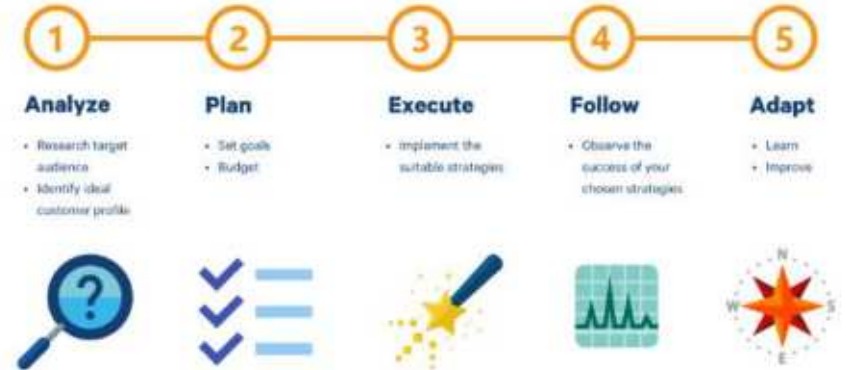 1 2 3 4 5
Analyze Plan Execute Follow Adapt
• Research target
audience
• Identify ideal
customer profile
• Set goals
• Budget
• Implement the
suitable strategies
• Observe the
success of your
chosen strategies
• Learn
• Improve
?
N
W S
E